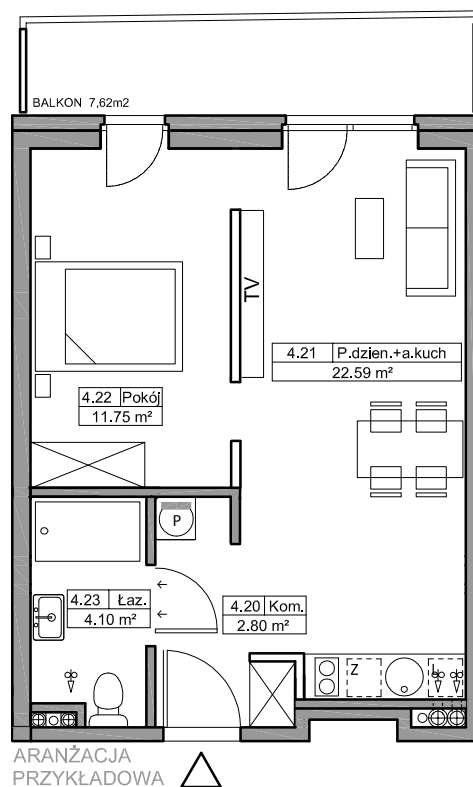 BALKON 7,62m2
TV
4.21 P.dzien.+a.kuch
22.59 m²
4.22 Pokój
11.75 m²
P
4.23 Łaz.
4.10 m²
4.20 Kom.
2.80 m²
Z
L
ARANŻACJA
PRZYKŁADOWA